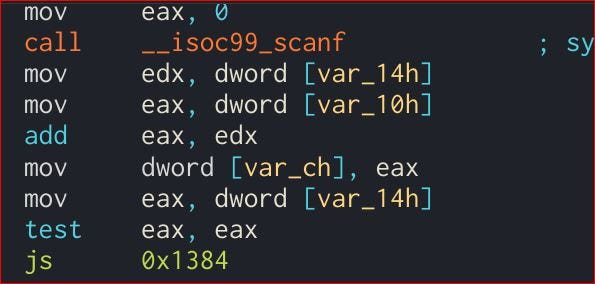 mov eax, 0
call __isoc99_scanf ; sy
mov edx, dword [var_14h]
mov eax, dword [var_10h]
add eax, edx
mov dword [var_ch], eax
mov eax, dword [var_14h]
test eax, eax
js 0x1384